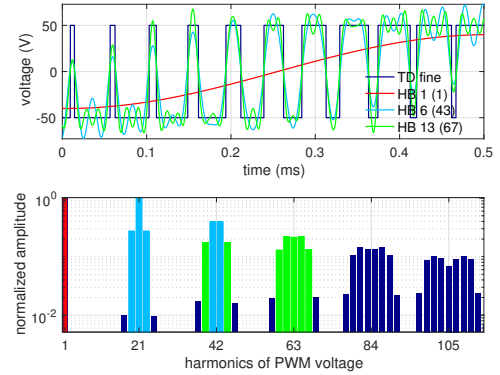 voltage (V)
50
0
-50
TD fine
HB 1 (1)
HB 6 (43)
HB 13 (67)
0 0.1 0.2 0.3 0.4 0.5
time (ms)
normalized amplitude
10^0
10^-2
1 21 42 63 84 105
harmonics of PWM voltage